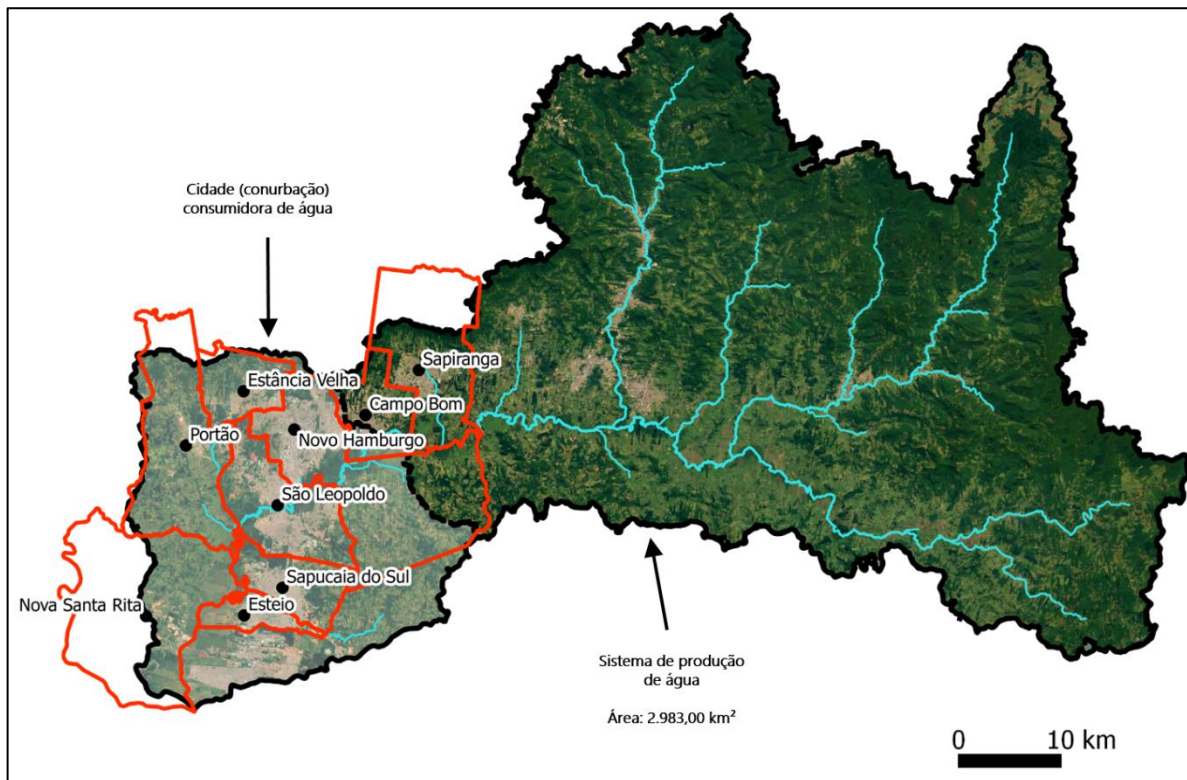 Cidade (conurbação)
consumidora de água
Sapiranga
Estância Velha
Campo Bom
Portão
Novo Hamburgo
São Leopoldo
Sapucaia do Sul
Nova Santa Rita
Esteio
Sistema de produção
de água
Área: 2.983,00 km²
0 10 km